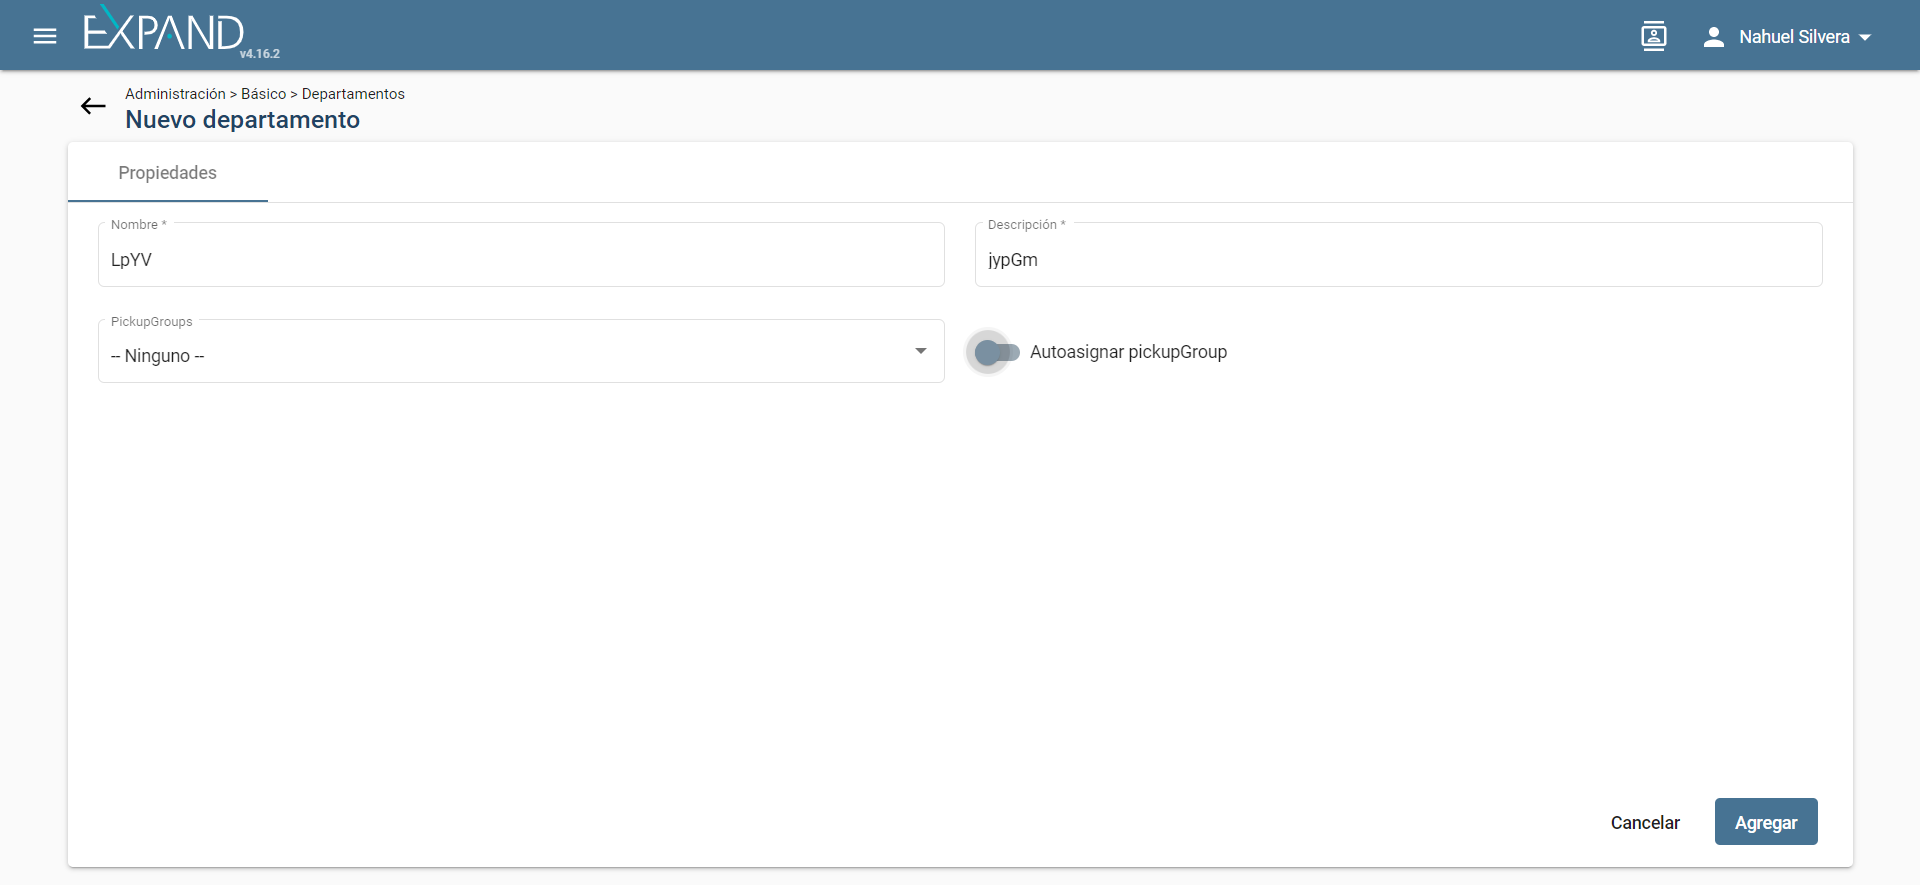 EXPAND
v4.16.2
Nahuel Silvera
Administración > Básico > Departamentos
Nuevo departamento
Propiedades
Nombre *
LpYV
Descripción *
jypGm
PickupGroups
-- Ninguno --
Autoasignar pickupGroup
Cancelar
Agregar